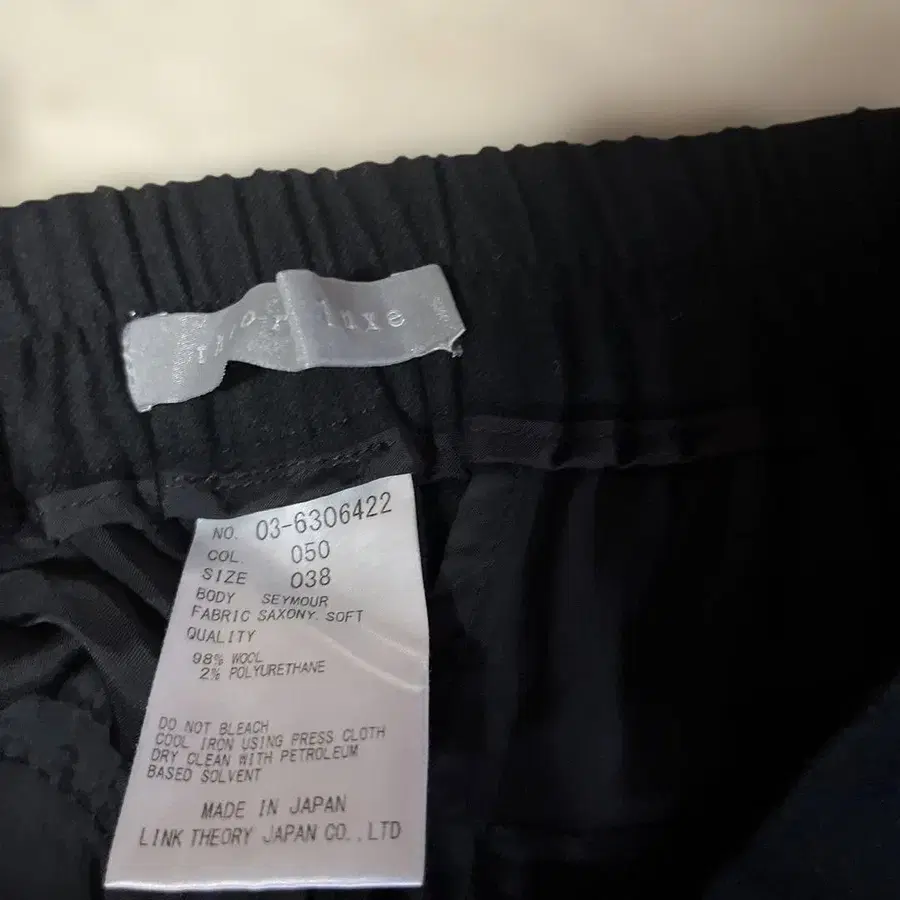 luxe
NO. 03-6306422
COL. 050
SIZE 038
BODY SEYMOUR
FABRIC SAXONY. SOFT
QUALITY
98% WOOL
2% POLYURETHANE
DO NOT BLEACH
COOL IRON USING PRESS CLOTH
DRY CLEAN WITH PETROLEUM
BASED SOLVENT
MADE IN JAPAN
LINK THEORY JAPAN CO.,LTD